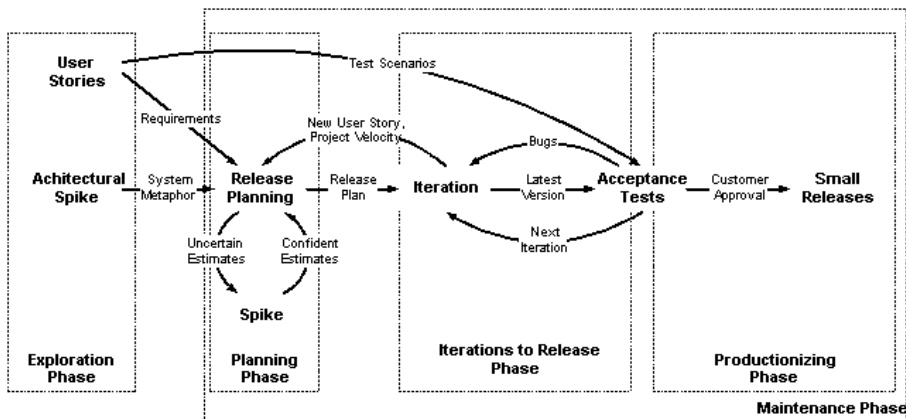 User
Stories
Test Scenarios
Requirements
New User Story,
Project Velocity
Bugs
Achitectural
Spike
System
Metaphor
Release
Planning
Release
Plan
Iteration
Latest
Version
Acceptance
Tests
Customer
Approval
Small
Releases
Next
Iteration
Uncertain
Estimates
Confident
Estimates
Spike
Exploration
Phase
Planning
Phase
Iterations to Release
Phase
Productionizing
Phase
Maintenance Phase